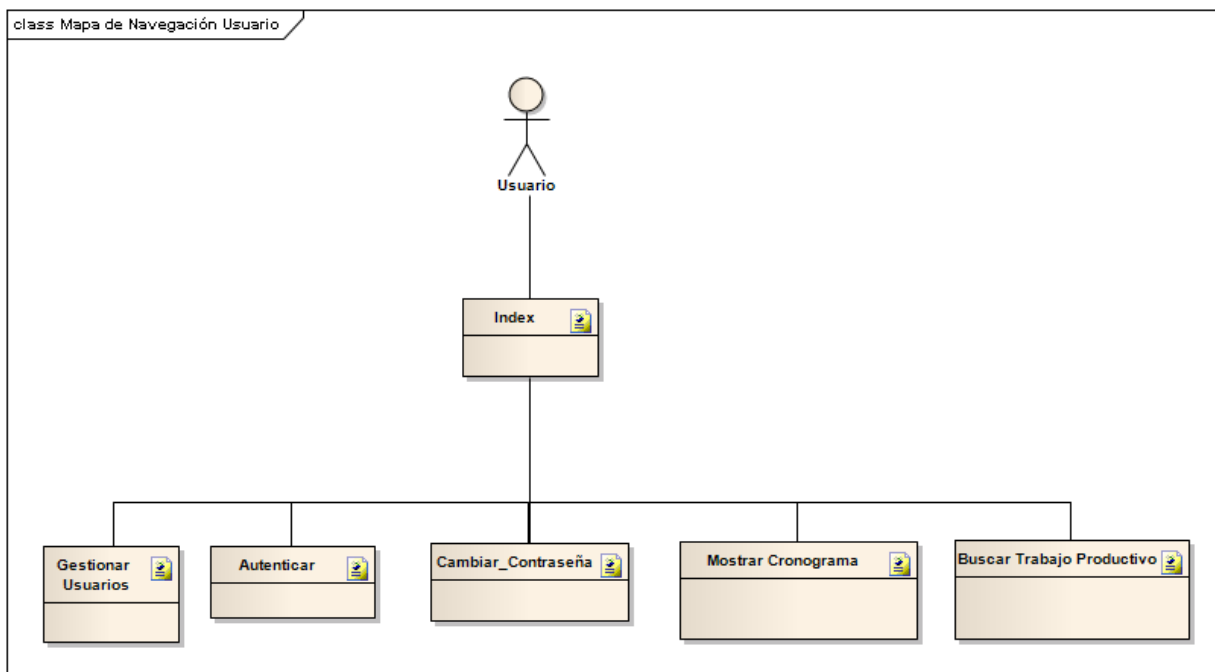 class Mapa de Navegación Usuario
Usuario
Index
Gestionar
Usuarios
Autenticar
Cambiar_Contraseña
Mostrar Cronograma
Buscar Trabajo Productivo